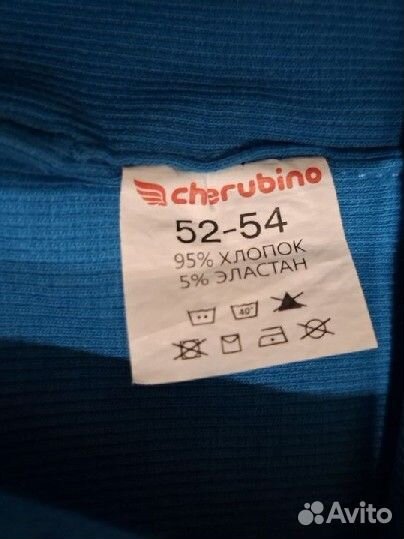 cherubino
52-54
95% ХЛОПОК
5% ЭЛАСТАН
40°
Avito